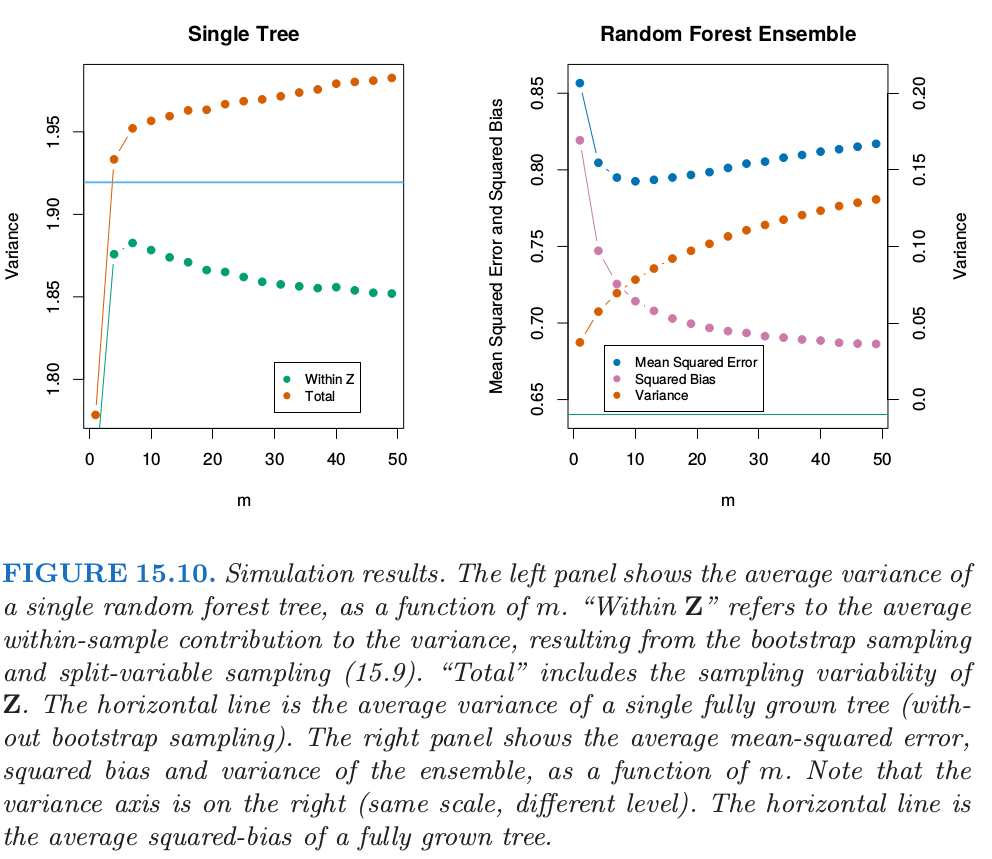 Single Tree
Variance
1.80 1.85 1.90 1.95
0 10 20 30 40 50
m
Within Z
Total
Random Forest Ensemble
Mean Squared Error and Squared Bias
0.65 0.70 0.75 0.80 0.85
0 10 20 30 40 50
m
0.0 0.05 0.10 0.15 0.20
Variance
Mean Squared Error
Squared Bias
Variance
FIGURE 15.10. Simulation results. The left panel shows the average variance of
a single random forest tree, as a function of m. “Within Z” refers to the average
within-sample contribution to the variance, resulting from the bootstrap sampling
and split-variable sampling (15.9). “Total” includes the sampling variability of
Z. The horizontal line is the average variance of a single fully grown tree (with-
out bootstrap sampling). The right panel shows the average mean-squared error,
squared bias and variance of the ensemble, as a function of m. Note that the
variance axis is on the right (same scale, different level). The horizontal line is
the average squared-bias of a fully grown tree.